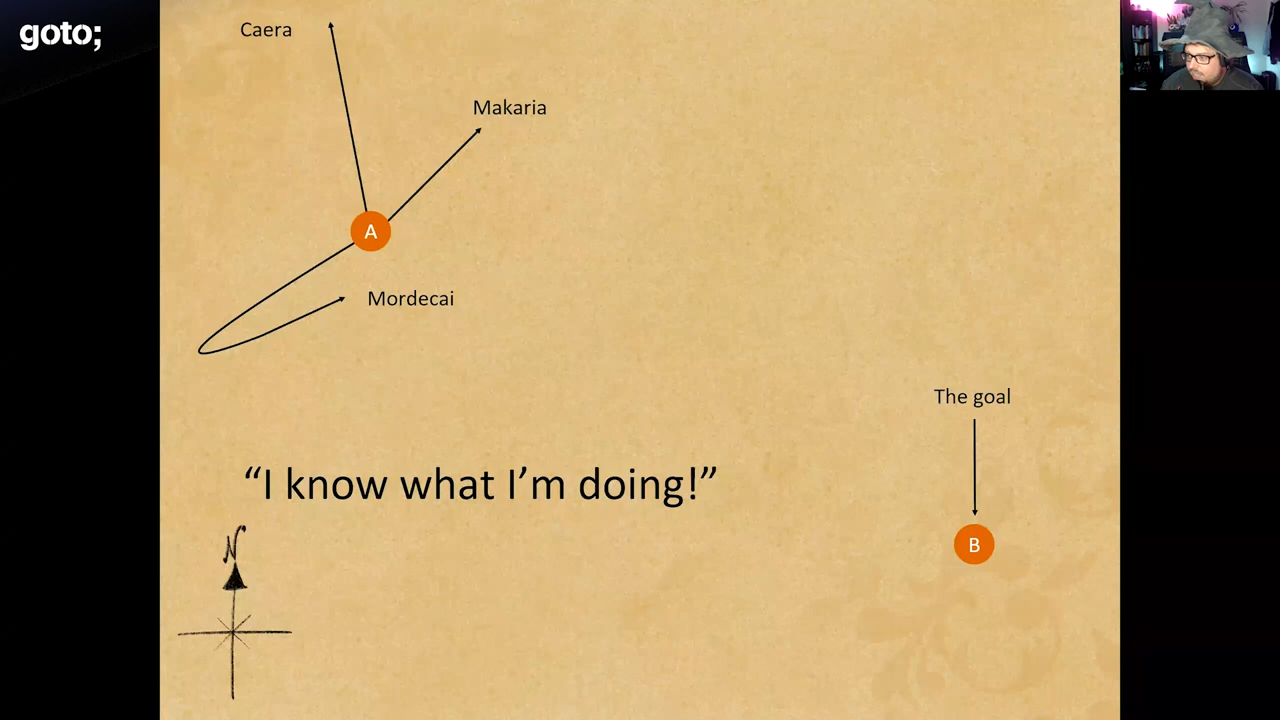 goto;
Caera
Makaria
A
Mordecai
The goal
“I know what I’m doing!”
B
N